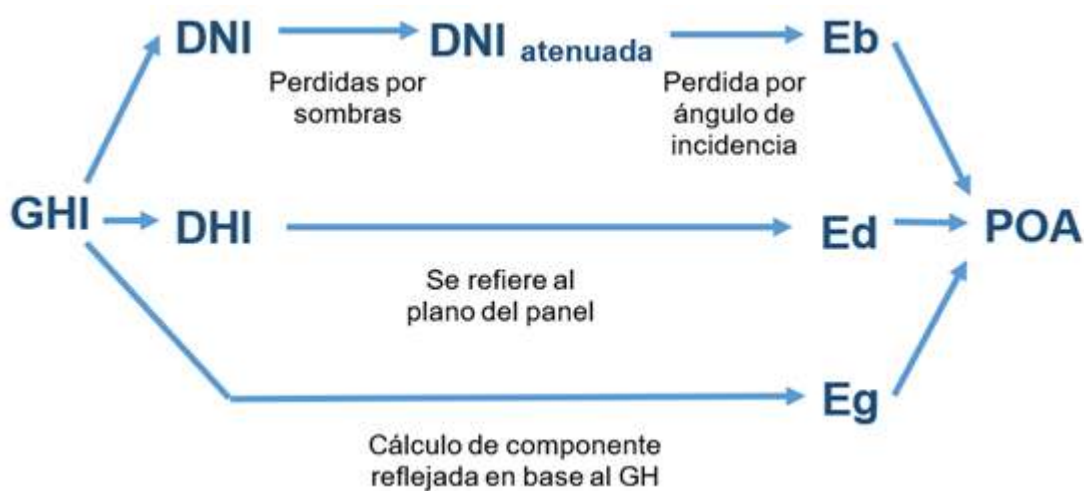 DNI
DNI atenuada
Eb
Perdidas por
sombras
Perdida por
ángulo de
incidencia
GHI
DHI
Ed
POA
Se refiere al
plano del panel
Eg
Cálculo de componente
reflejada en base al GH